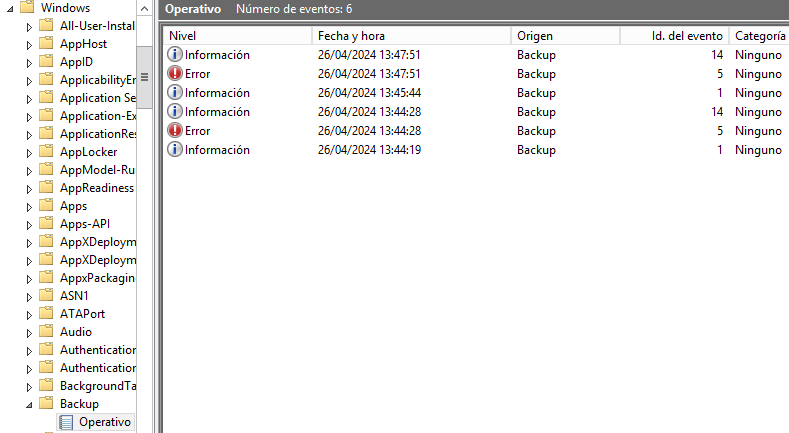 Windows
All-User-Instal
AppHost
AppID
ApplicabilityEr
Application Se
Application-Ex
ApplicationRes
AppLocker
AppModel-Ru
AppReadiness
Apps
Apps-API
AppXDeploym
AppXDeploym
AppxPackagin
ASN1
ATAPort
Audio
Authentication
Authentication
BackgroundTa
Backup
Operativo
Operativo Número de eventos: 6
Nivel Fecha y hora Origen Id. del evento Categoría
Información 26/04/2024 13:47:51 Backup 14 Ninguno
Error 26/04/2024 13:47:51 Backup 5 Ninguno
Información 26/04/2024 13:45:44 Backup 1 Ninguno
Información 26/04/2024 13:44:28 Backup 14 Ninguno
Error 26/04/2024 13:44:28 Backup 5 Ninguno
Información 26/04/2024 13:44:19 Backup 1 Ninguno